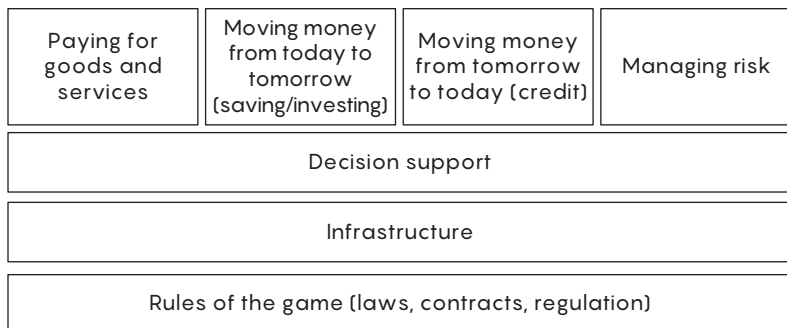 Paying for
goods and
services
Moving money
from today to
tomorrow
(saving/investing)
Moving money
from tomorrow
to today (credit)
Managing risk
Decision support
Infrastructure
Rules of the game (laws, contracts, regulation)